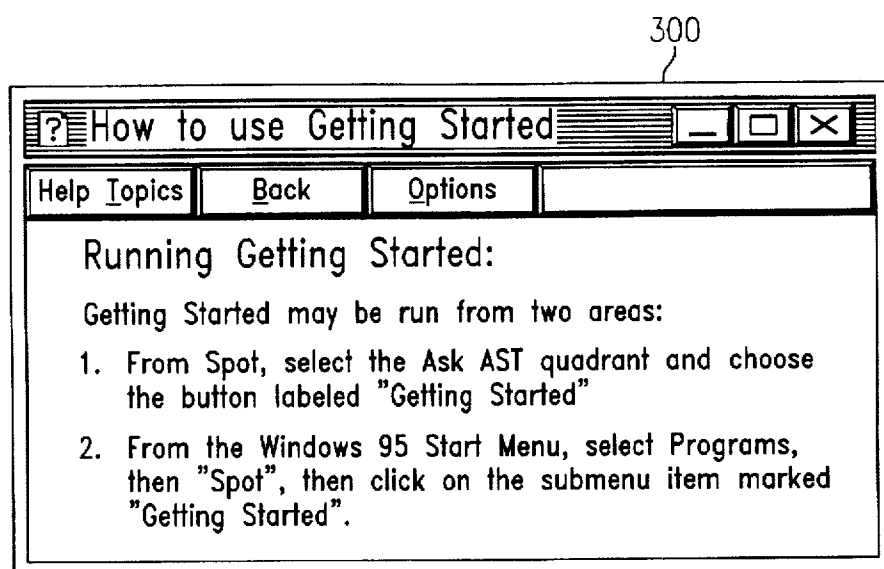 300
? How to use Getting Started
Help Topics Back Options
Running Getting Started:
Getting Started may be run from two areas:
1. From Spot, select the Ask AST quadrant and choose
the button labeled "Getting Started"
2. From the Windows 95 Start Menu, select Programs,
then "Spot", then click on the submenu item marked
"Getting Started".